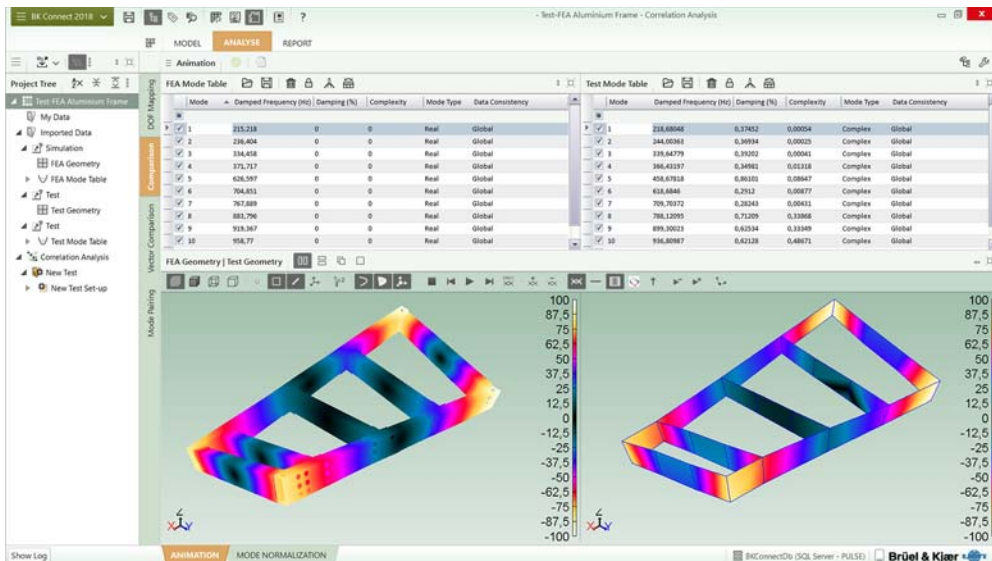 BK Connect 2018
- Test-FEA Aluminium Frame - Correlation Analysis
MODEL ANALYSE REPORT
Animation
Project Tree
Test-FEA Aluminium Frame
My Data
Imported Data
Simulation
FEA Geometry
FEA Mode Table
Test
Test Geometry
Test
Test Mode Table
Correlation Analysis
New Test
New Test Set-up
DOF Mapping
Comparison
Vector Comparison
Mode Pairing
FEA Mode Table
Mode Damped Frequency (Hz) Damping (%) Complexity Mode Type Data Consistency
1 215,218 0 0 Real Global
2 236,404 0 0 Real Global
3 334,458 0 0 Real Global
4 371,717 0 0 Real Global
5 626,597 0 0 Real Global
6 704,851 0 0 Real Global
7 767,889 0 0 Real Global
8 883,796 0 0 Real Global
9 919,367 0 0 Real Global
10 958,77 0 0 Real Global
Test Mode Table
Mode Damped Frequency (Hz) Damping (%) Complexity Mode Type Data Consistency
1 218,68048 0,37452 0,00054 Complex Global
2 244,00363 0,36934 0,00025 Complex Global
3 339,64779 0,39202 0,00041 Complex Global
4 366,43197 0,34981 0,01318 Complex Global
5 458,67818 0,86101 0,08647 Complex Global
6 618,6846 0,2912 0,00877 Complex Global
7 709,70372 0,28243 0,00431 Complex Global
8 788,12095 0,71209 0,33868 Complex Global
9 899,30023 0,62534 0,33349 Complex Global
10 936,80987 0,62128 0,48671 Complex Global
FEA Geometry | Test Geometry
100
87,5
75
62,5
50
37,5
25
12,5
0
-12,5
-25
-37,5
-50
-62,5
-75
-87,5
-100
Z
X Y
100
87,5
75
62,5
50
37,5
25
12,5
0
-12,5
-25
-37,5
-50
-62,5
-75
-87,5
-100
Z
X Y
Show Log
ANIMATION MODE NORMALIZATION
BKConnectDb (SQL Server - PULSE)
Brüel & Kjær